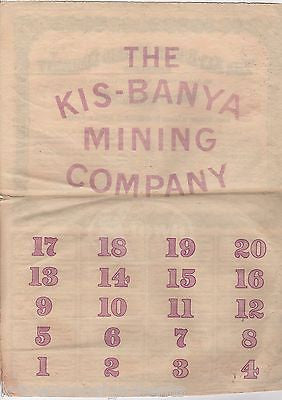 THE
KIS-BANYA
MINING
COMPANY
17 18 19 20
13 14 15 16
9 10 11 12
5 6 7 8
1 2 3 4